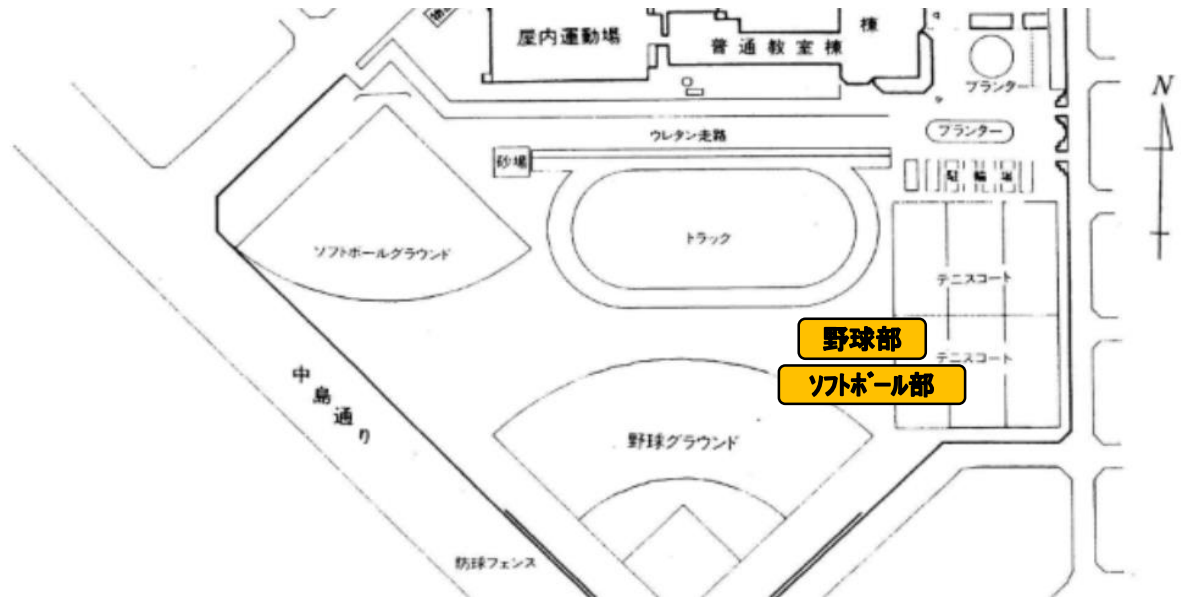 屋内運動場
普通教室棟
棟
プランター
N
プランター
ウレタン走路
砂場
駐輪場
トラック
ソフトボールグラウンド
テニスコート
野球部
テニスコート
ソフトボール部
中島通り
野球グラウンド
防球フェンス